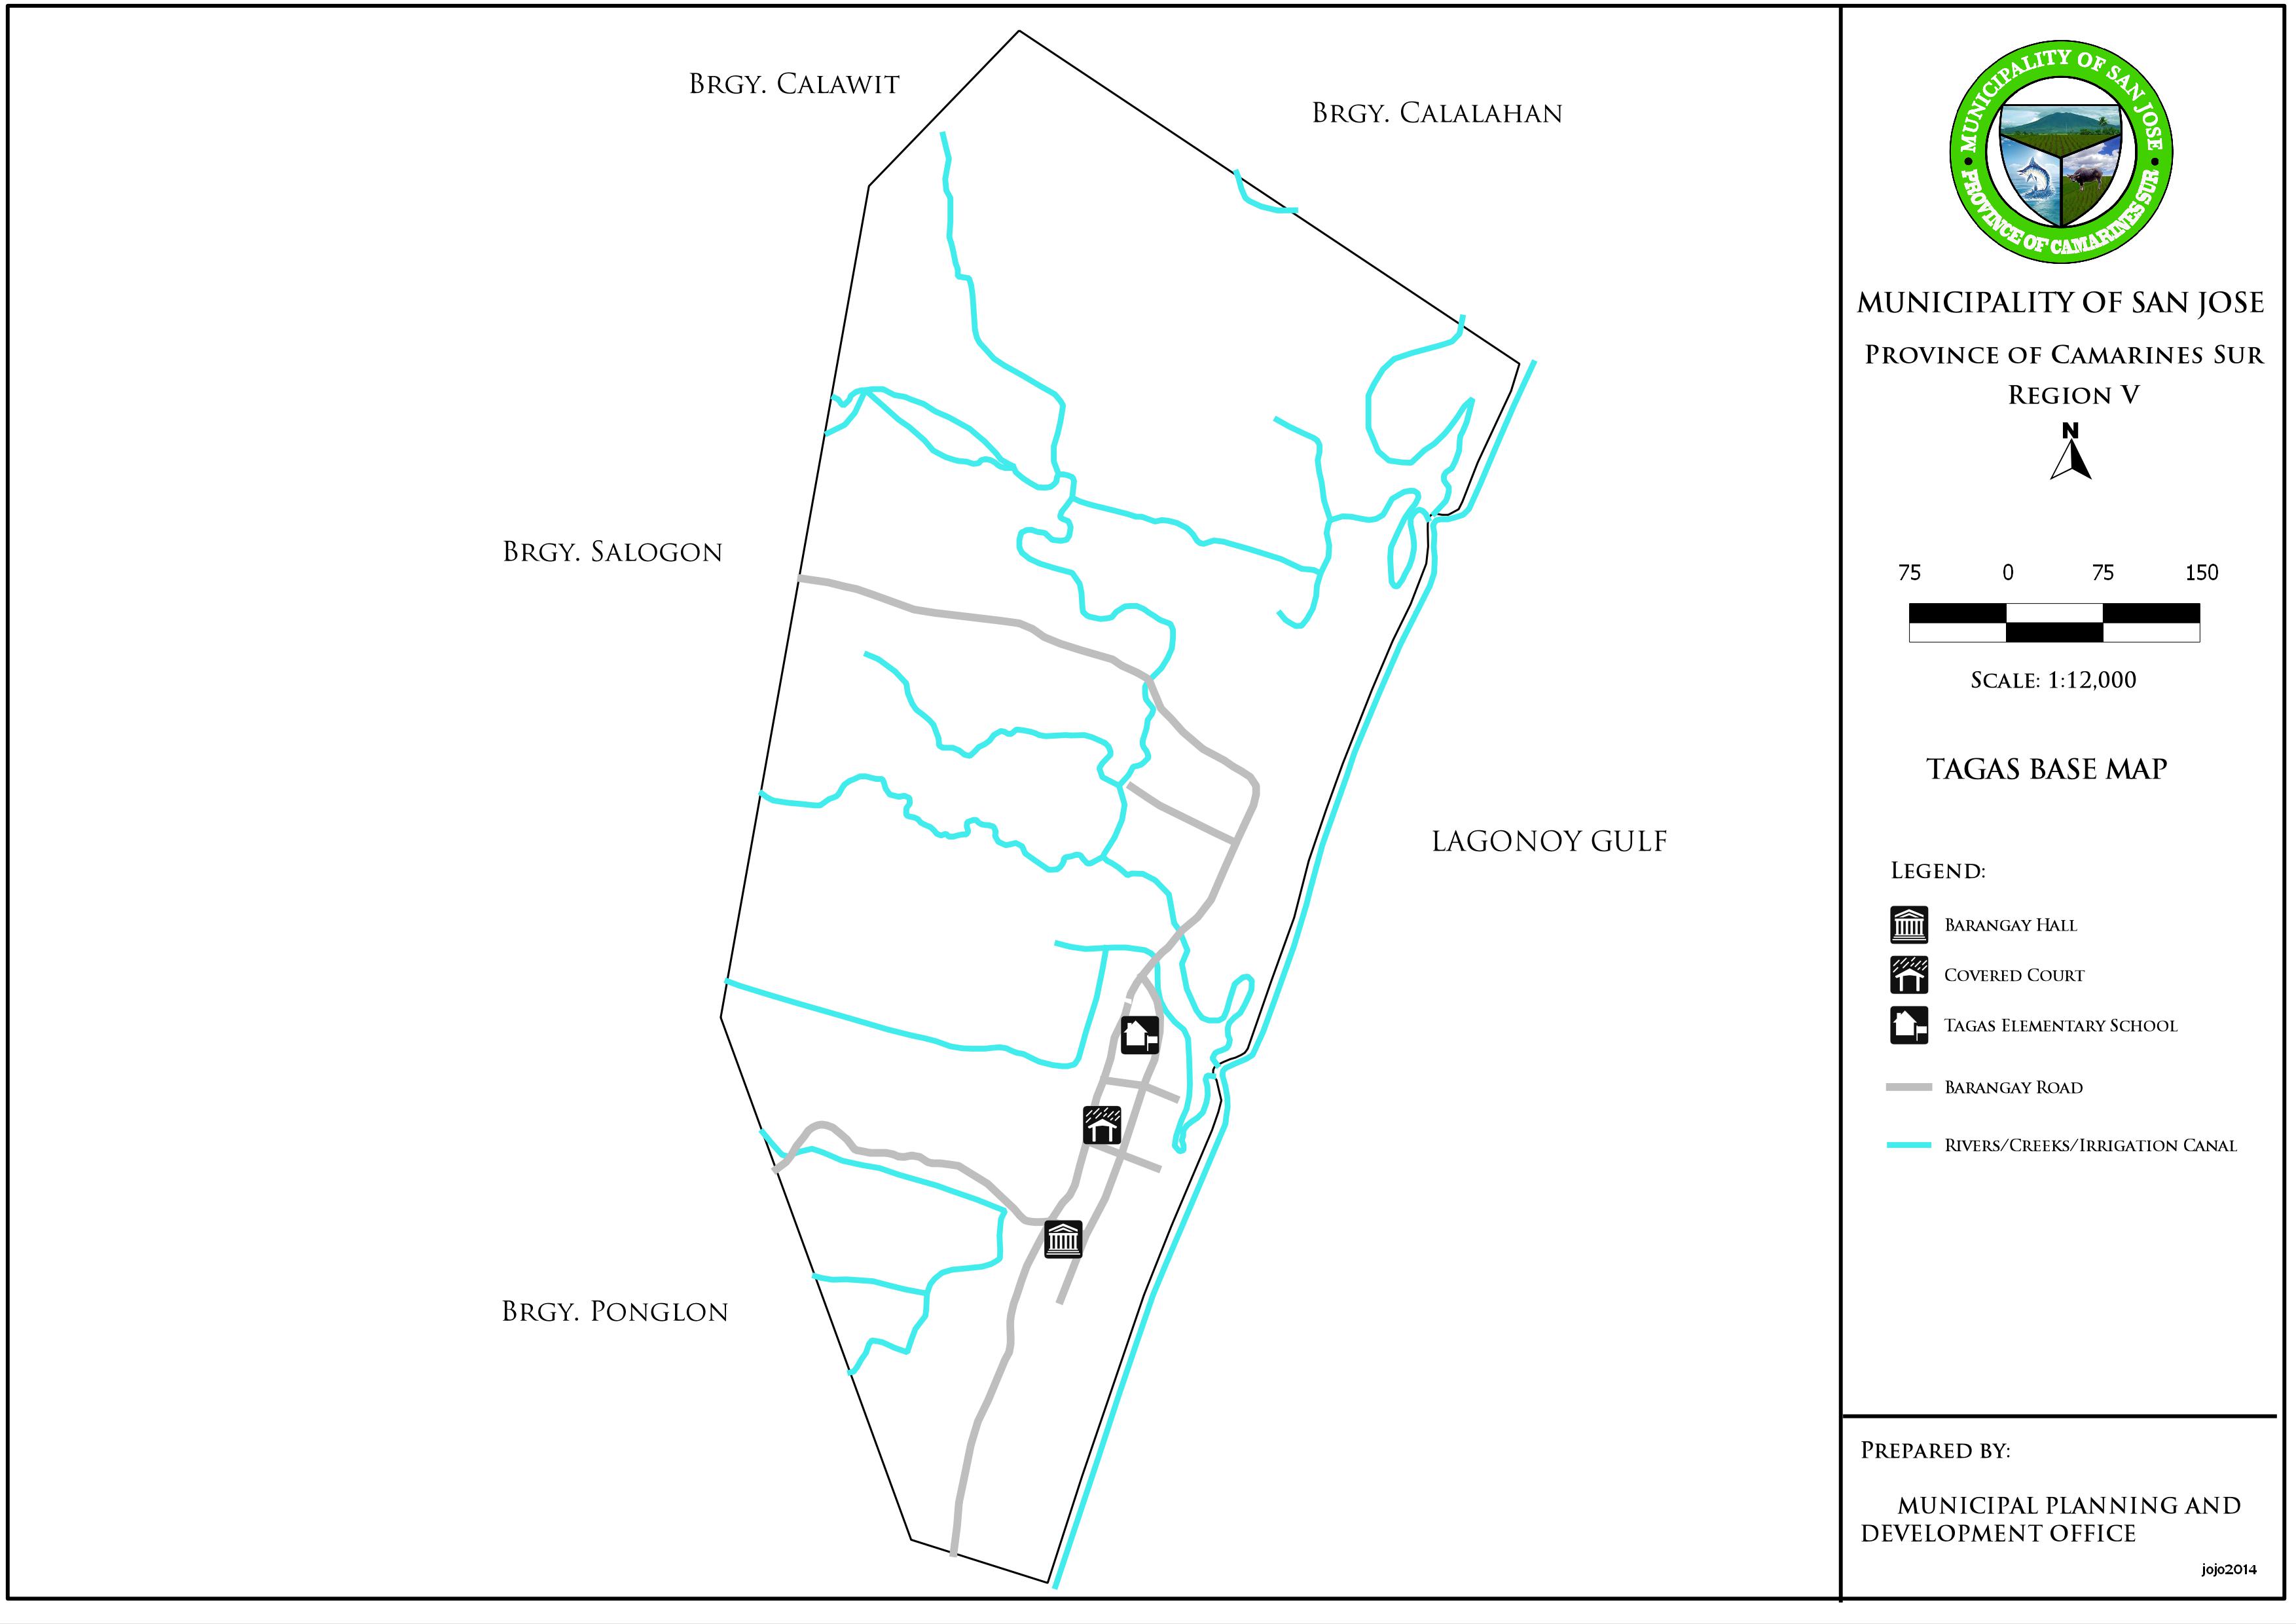 Brgy. Calawit
Brgy. Calalahan
Brgy. Salogon
LAGONOY GULF
Brgy. Ponglon
MUNICIPALITY OF SAN JOSE
PROVINCE OF CAMARINES SUR
MUNICIPALITY OF SAN JOSE
Province of Camarines Sur
Region V
N
75 0 75 150
Scale: 1:12,000
TAGAS BASE MAP
Legend:
Barangay Hall
Covered Court
Tagas Elementary School
Barangay Road
Rivers/Creeks/Irrigation Canal
Prepared by:
MUNICIPAL PLANNING AND
DEVELOPMENT OFFICE
jojo2014